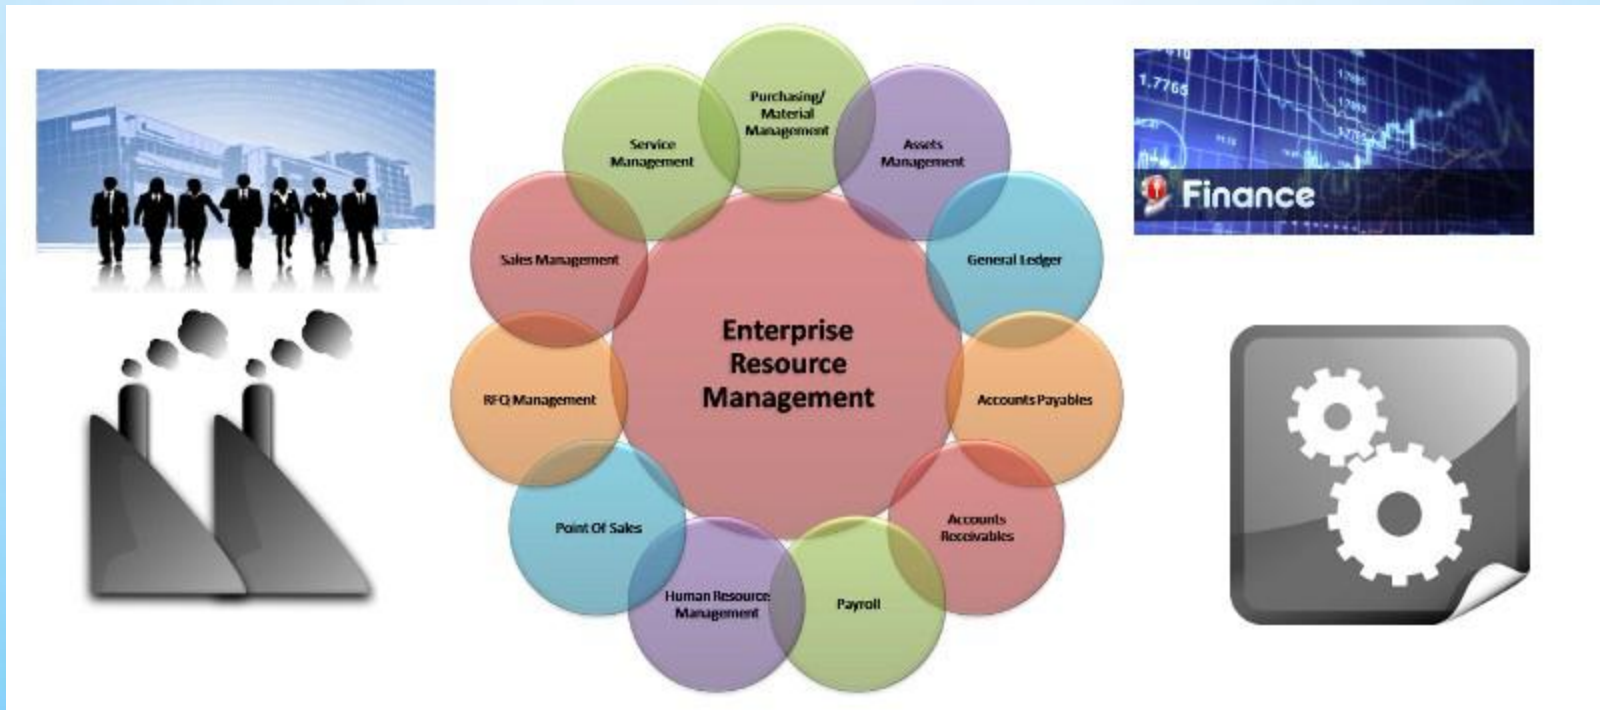 Purchasing/
Material
Management
Service
Management
Assets
Management
Sales Management
General Ledger
Enterprise
Resource
Management
RFQ Management
Accounts Payables
Point Of Sales
Accounts
Receivables
Human Resource
Management
Payroll
1.7765
Finance